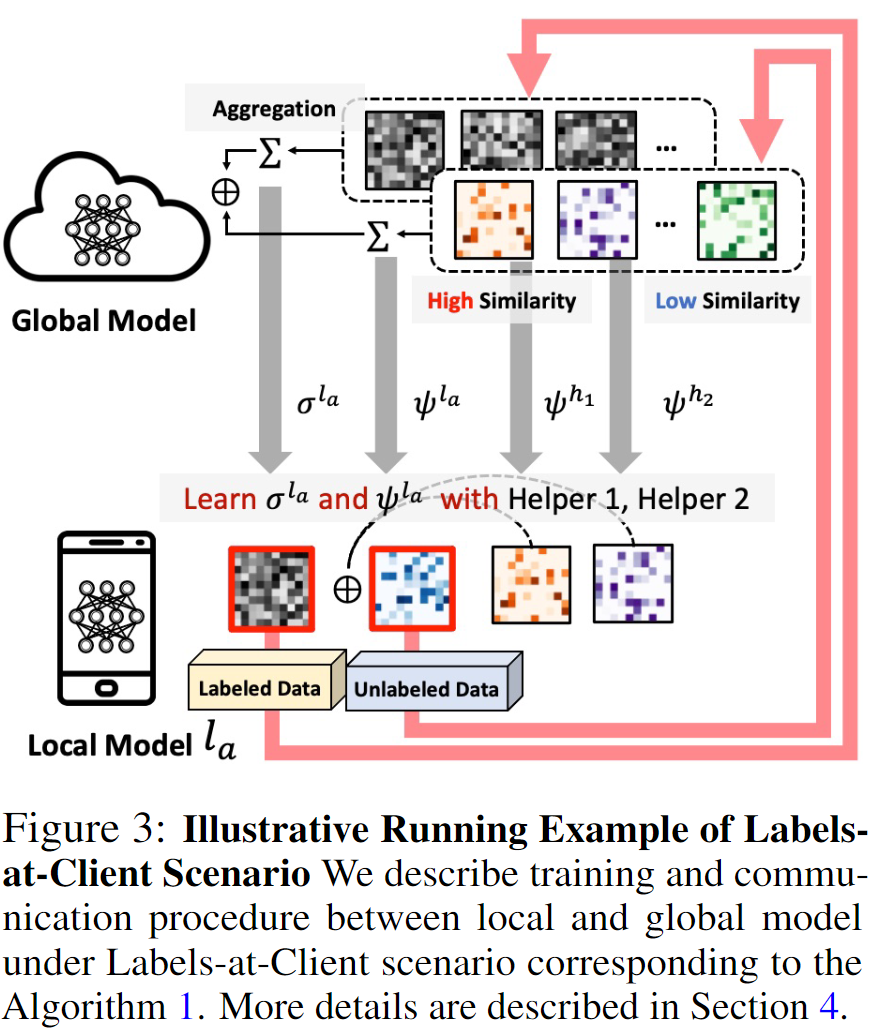 Aggregation
Σ
...
⊕
Σ
...
Global Model
High Similarity
Low Similarity
σ^{l_a}
ψ^{l_a}
ψ^{h_1}
ψ^{h_2}
Learn σ^{l_a} and ψ^{l_a} with Helper 1, Helper 2
⊕
Labeled Data
Unlabeled Data
Local Model l_a
Figure 3: Illustrative Running Example of Labels-
at-Client Scenario We describe training and commu-
nication procedure between local and global model
under Labels-at-Client scenario corresponding to the
Algorithm 1. More details are described in Section 4.